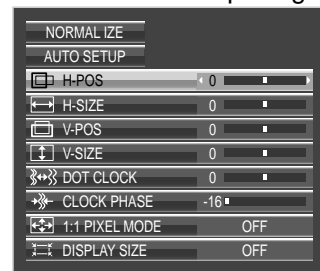 NORMAL IZE
AUTO SETUP
H-POS 0
H-SIZE 0
V-POS 0
V-SIZE 0
DOT CLOCK 0
CLOCK PHASE -16
1:1 PIXEL MODE OFF
DISPLAY SIZE OFF